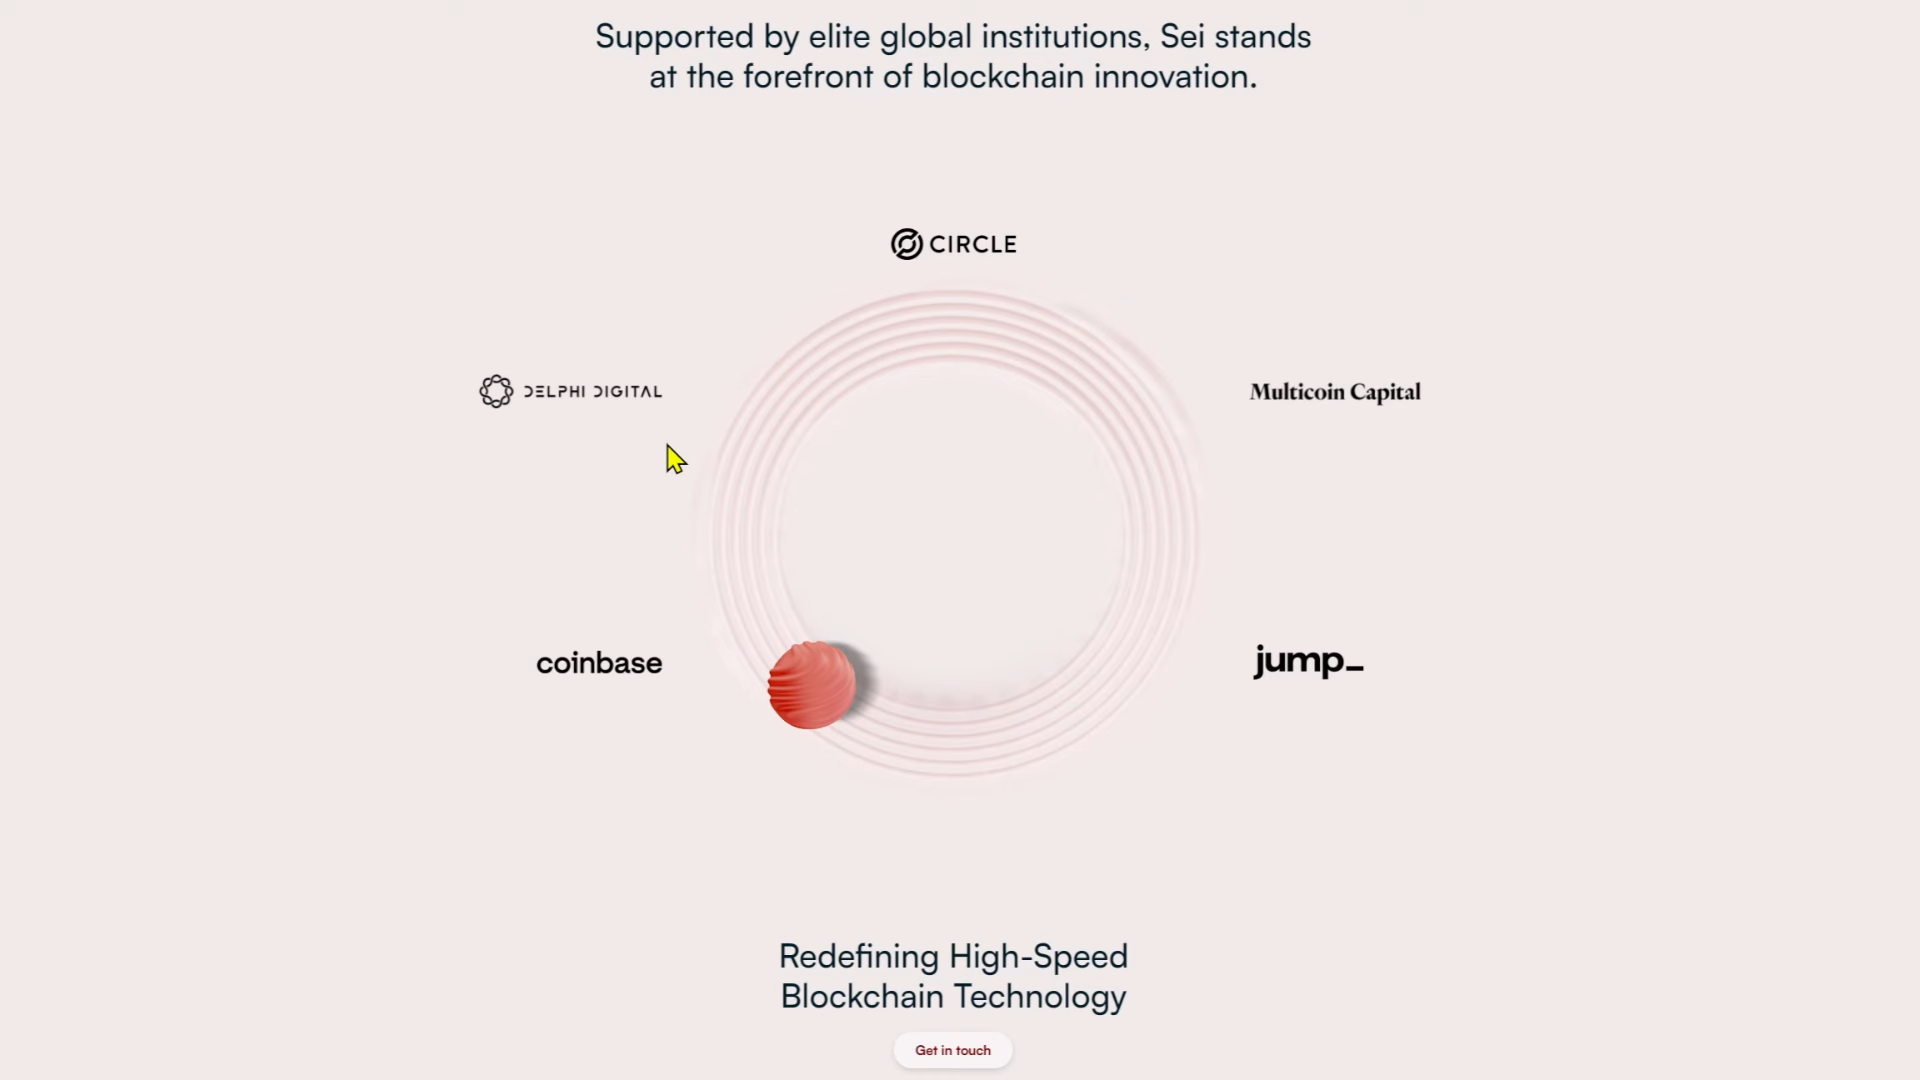 Supported by elite global institutions, Sei stands
at the forefront of blockchain innovation.
CIRCLE
DELPHI DIGITAL
Multicoin Capital
coinbase
jump_
Redefining High-Speed
Blockchain Technology
Get in touch